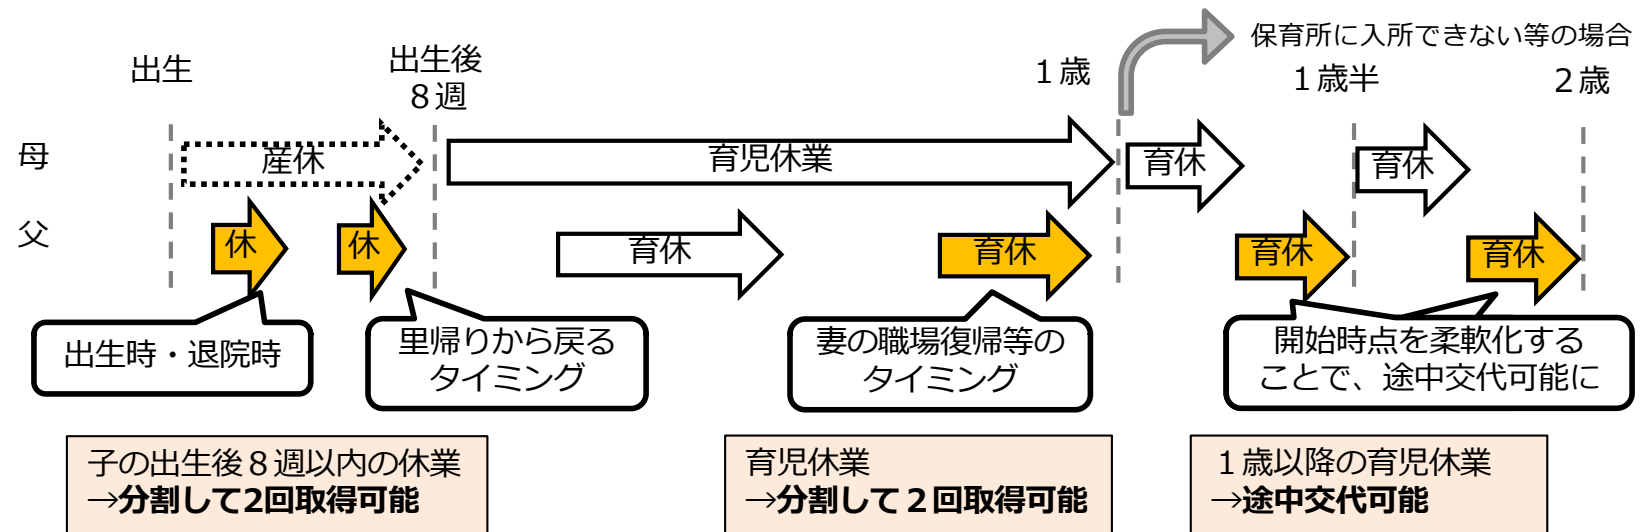 保育所に入所できない等の場合
出生
出生後
８週
１歳
１歳半
２歳
母
産休
育児休業
育休
育休
父
休
休
育休
育休
育休
育休
出生時・退院時
里帰りから戻る
タイミング
妻の職場復帰等の
タイミング
開始時点を柔軟化する
ことで、途中交代可能に
子の出生後８週以内の休業
→分割して2回取得可能
育児休業
→分割して２回取得可能
１歳以降の育児休業
→途中交代可能